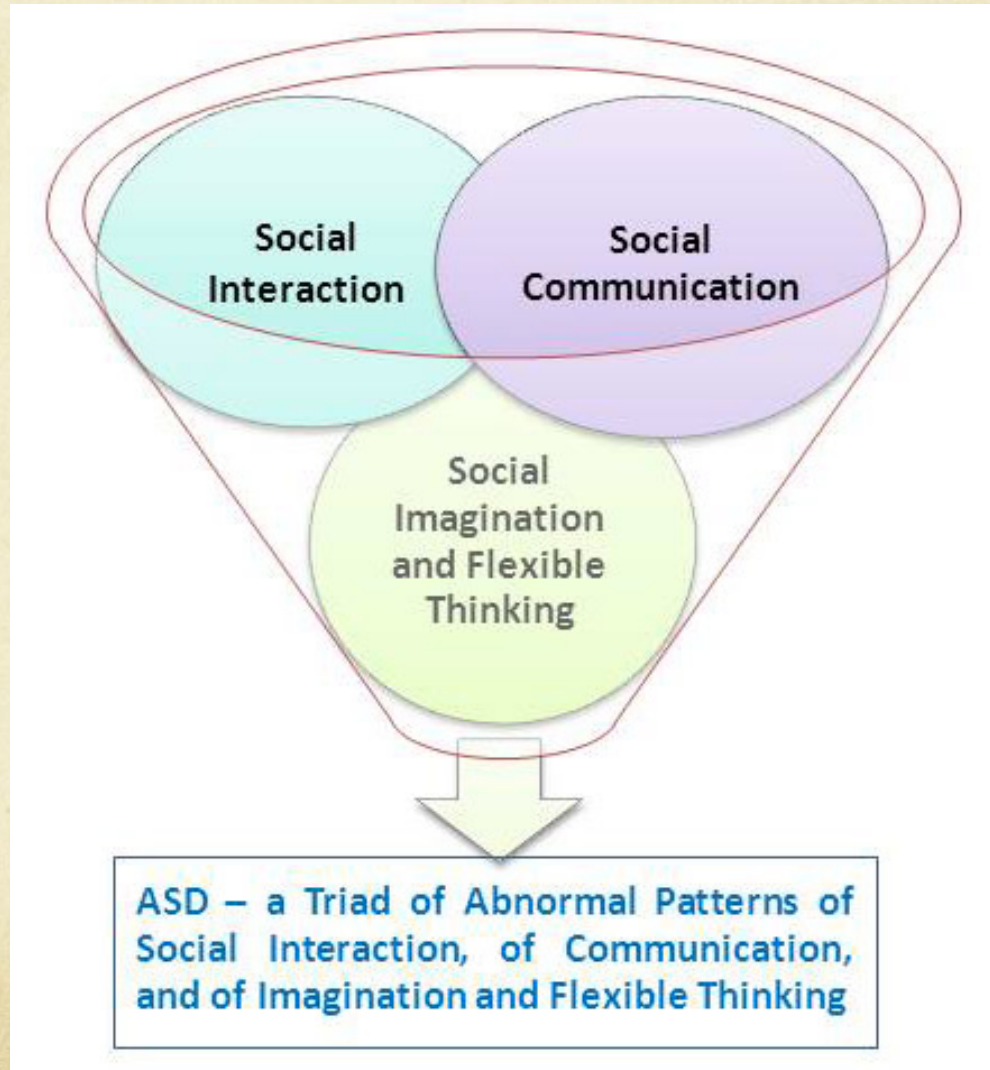 Social
Interaction
Social
Communication
Social
Imagination
and Flexible
Thinking
ASD – a Triad of Abnormal Patterns of
Social Interaction, of Communication,
and of Imagination and Flexible Thinking